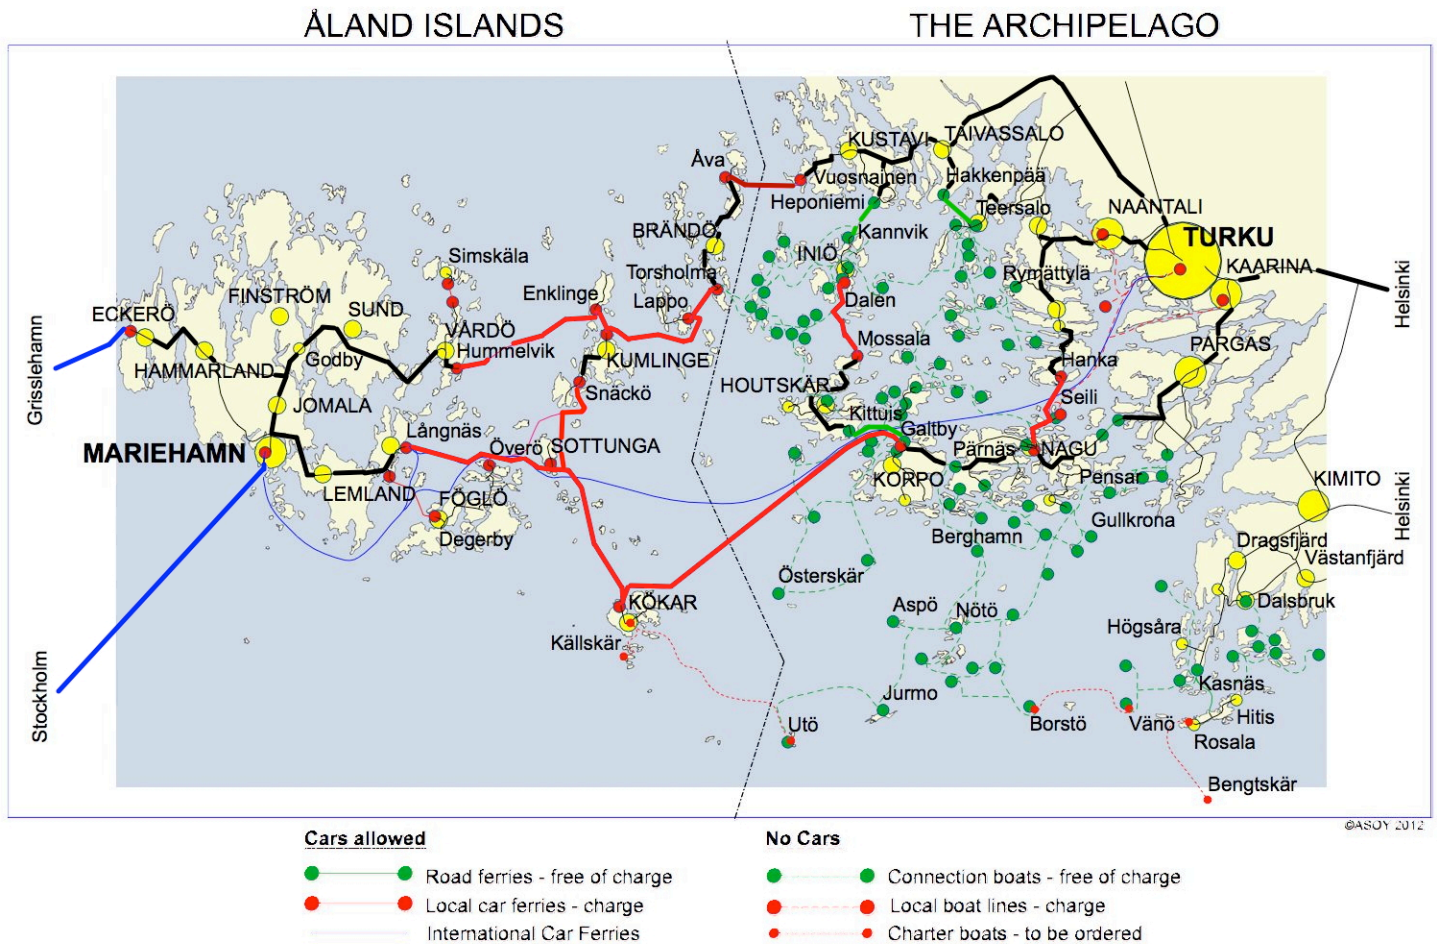 ÅLAND ISLANDS
THE ARCHIPELAGO
KUSTAVI
TAIVASSALO
Åva
Vuosnainen
Hakkenpää
Heponiemi
Teersalo
NAANTALI
BRÄNDÖ
Kannvik
TURKU
Simskäla
INIÖ
KAARINA
Torsholma
Rymättylä
Helsinki
Enklinge
Lappo
Dalen
ECKERÖ
FINSTRÖM
SUND
VÅRDÖ
Mossala
PARGAS
Grisslehamn
HAMMARLAND
Godby
Hummelvik
KUMLINGE
Hanka
HOUTSKÄR
Snäckö
Seili
JOMALA
Kittuis
Galtby
Långnäs
Överö
SOTTUNGA
Pärnäs
NAGU
MARIEHAMN
KORPO
Pensar
KIMITO
LEMLAND
FÖGLÖ
Gullkrona
Helsinki
Degerby
Berghamn
Dragsfjärd
Västanfjärd
Österskär
KÖKAR
Aspö
Nötö
Dalsbruk
Källskär
Högsåra
Stockholm
Jurmo
Kasnäs
Utö
Borstö
Vänö
Hitis
Rosala
Bengtskär
©ASOY 2012
Cars allowed
No Cars
Road ferries - free of charge
Connection boats - free of charge
Local car ferries - charge
Local boat lines - charge
International Car Ferries
Charter boats - to be ordered